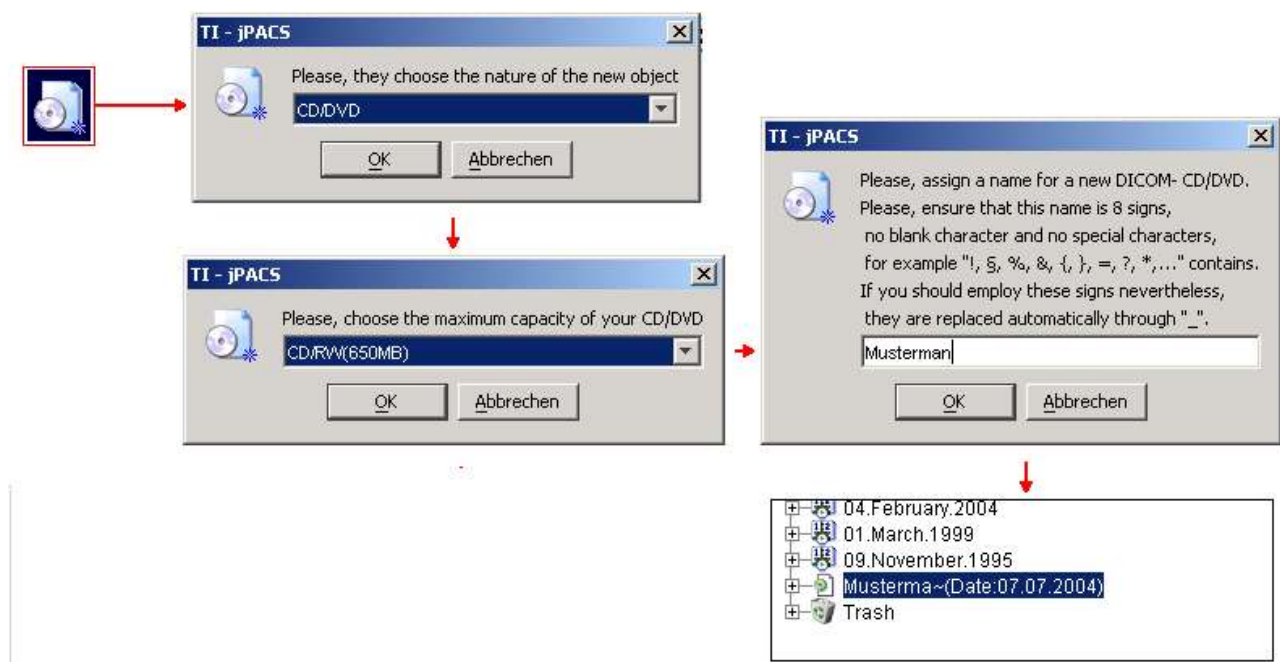 TI - jPACS
Please, they choose the nature of the new object
CD/DVD
OK Abbrechen
TI - jPACS
Please, choose the maximum capacity of your CD/DVD
CD/RW(650MB)
OK Abbrechen
TI - jPACS
Please, assign a name for a new DICOM- CD/DVD.
Please, ensure that this name is 8 signs,
no blank character and no special characters,
for example "!, §, %, &, {, }, =, ?, *,..." contains.
If you should employ these signs nevertheless,
they are replaced automatically through "_".
Musterman
OK Abbrechen
04.February.2004
01.March.1999
09.November.1995
Musterma~(Date:07.07.2004)
Trash